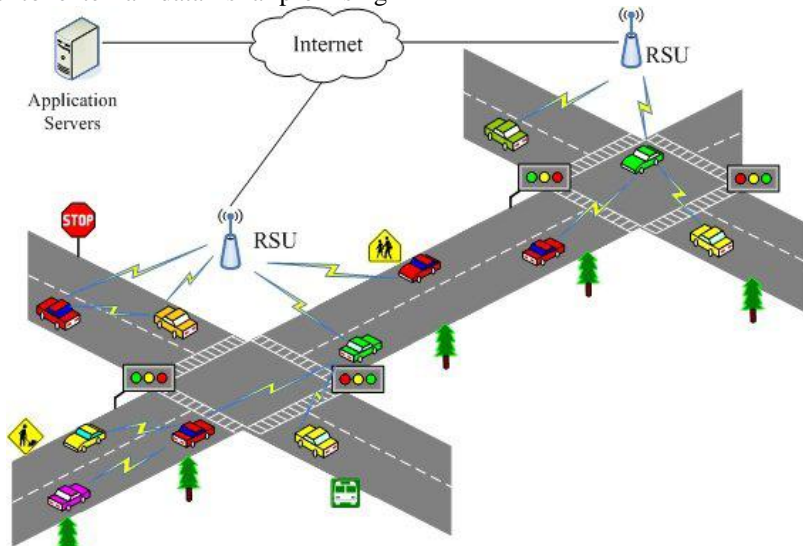 Internet
RSU
Application
Servers
STOP
RSU